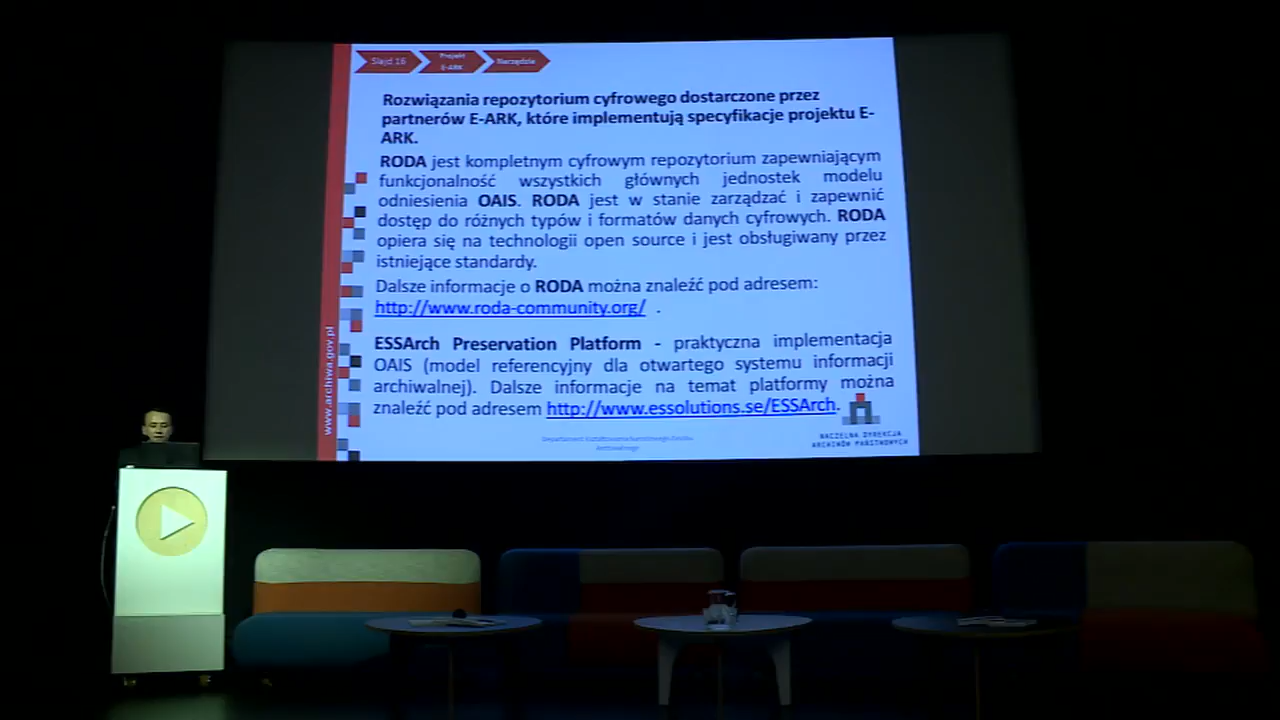 Slajd 16
Projekt
E-ARK
Narzędzia
Rozwiązania repozytorium cyfrowego dostarczone przez
partnerów E-ARK, które implementują specyfikacje projektu E-
ARK.
RODA jest kompletnym cyfrowym repozytorium zapewniającym
funkcjonalność wszystkich głównych jednostek modelu
odniesienia OAIS. RODA jest w stanie zarządzać i zapewnić
dostęp do różnych typów i formatów danych cyfrowych. RODA
opiera się na technologii open source i jest obsługiwany przez
istniejące standardy.
Dalsze informacje o RODA można znaleźć pod adresem:
http://www.roda-community.org/ .
ESSArch Preservation Platform - praktyczna implementacja
OAIS (model referencyjny dla otwartego systemu informacji
archiwalnej). Dalsze informacje na temat platformy można
znaleźć pod adresem http://www.essolutions.se/ESSArch.
www.archiwa.gov.pl
Departament Kształtowania Narodowego Zasobu
Archiwalnego
NACZELNA DYREKCJA
ARCHIWÓW PAŃSTWOWYCH